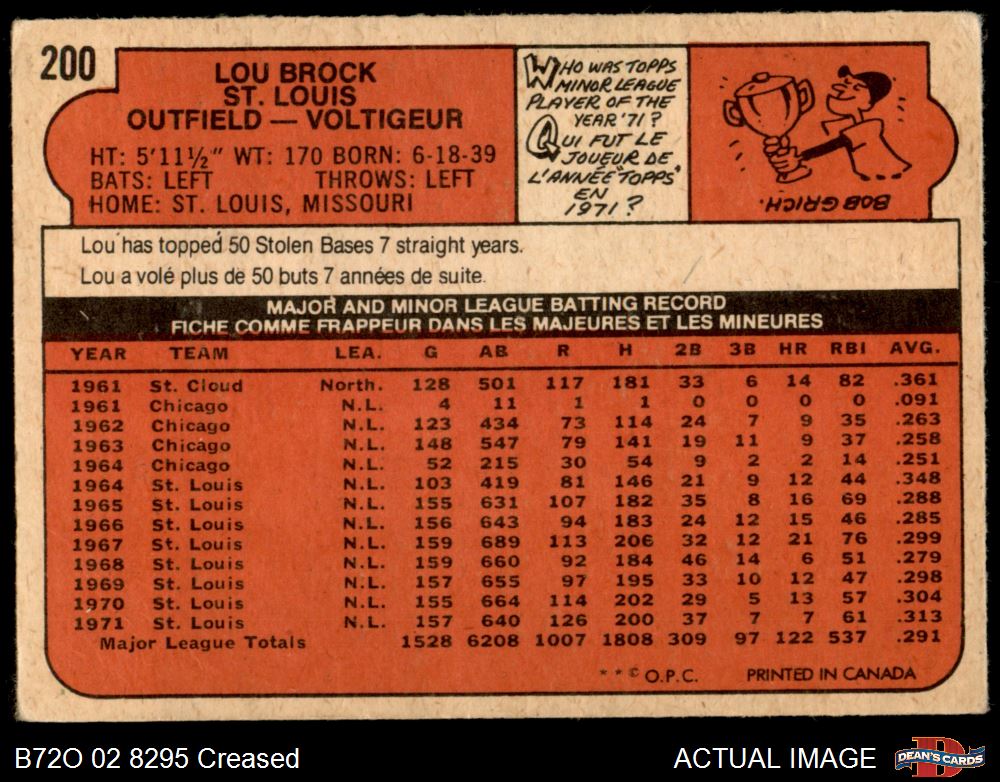 200
LOU BROCK
ST. LOUIS
OUTFIELD — VOLTIGEUR
HT: 5'11½" WT: 170 BORN: 6-18-39
BATS: LEFT THROWS: LEFT
HOME: ST. LOUIS, MISSOURI
WHO WAS TOPPS
MINOR LEAGUE
PLAYER OF THE
YEAR '71?
QUI FUT LE
JOUEUR DE
L'ANNÉE "TOPPS"
EN
1971?
BOB GRICH.
Lou has topped 50 Stolen Bases 7 straight years.
Lou a volé plus de 50 buts 7 années de suite.
MAJOR AND MINOR LEAGUE BATTING RECORD
FICHE COMME FRAPPEUR DANS LES MAJEURES ET LES MINEURES
YEAR TEAM LEA. G AB R H 2B 3B HR RBI AVG.
1961 St. Cloud North. 128 501 117 181 33 6 14 82 .361
1961 Chicago N.L. 4 11 1 1 0 0 0 0 .091
1962 Chicago N.L. 123 434 73 114 24 7 9 35 .263
1963 Chicago N.L. 148 547 79 141 19 11 9 37 .258
1964 Chicago N.L. 52 215 30 54 9 2 2 14 .251
1964 St. Louis N.L. 103 419 81 146 21 9 12 44 .348
1965 St. Louis N.L. 155 631 107 182 35 8 16 69 .288
1966 St. Louis N.L. 156 643 94 183 24 12 15 46 .285
1967 St. Louis N.L. 159 689 113 206 32 12 21 76 .299
1968 St. Louis N.L. 159 660 92 184 46 14 6 51 .279
1969 St. Louis N.L. 157 655 97 195 33 10 12 47 .298
1970 St. Louis N.L. 155 664 114 202 29 5 13 57 .304
1971 St. Louis N.L. 157 640 126 200 37 7 7 61 .313
Major League Totals 1528 6208 1007 1808 309 97 122 537 .291
* * © O.P.C. PRINTED IN CANADA
B72O 02 8295 Creased
ACTUAL IMAGE
DEAN'S CARDS